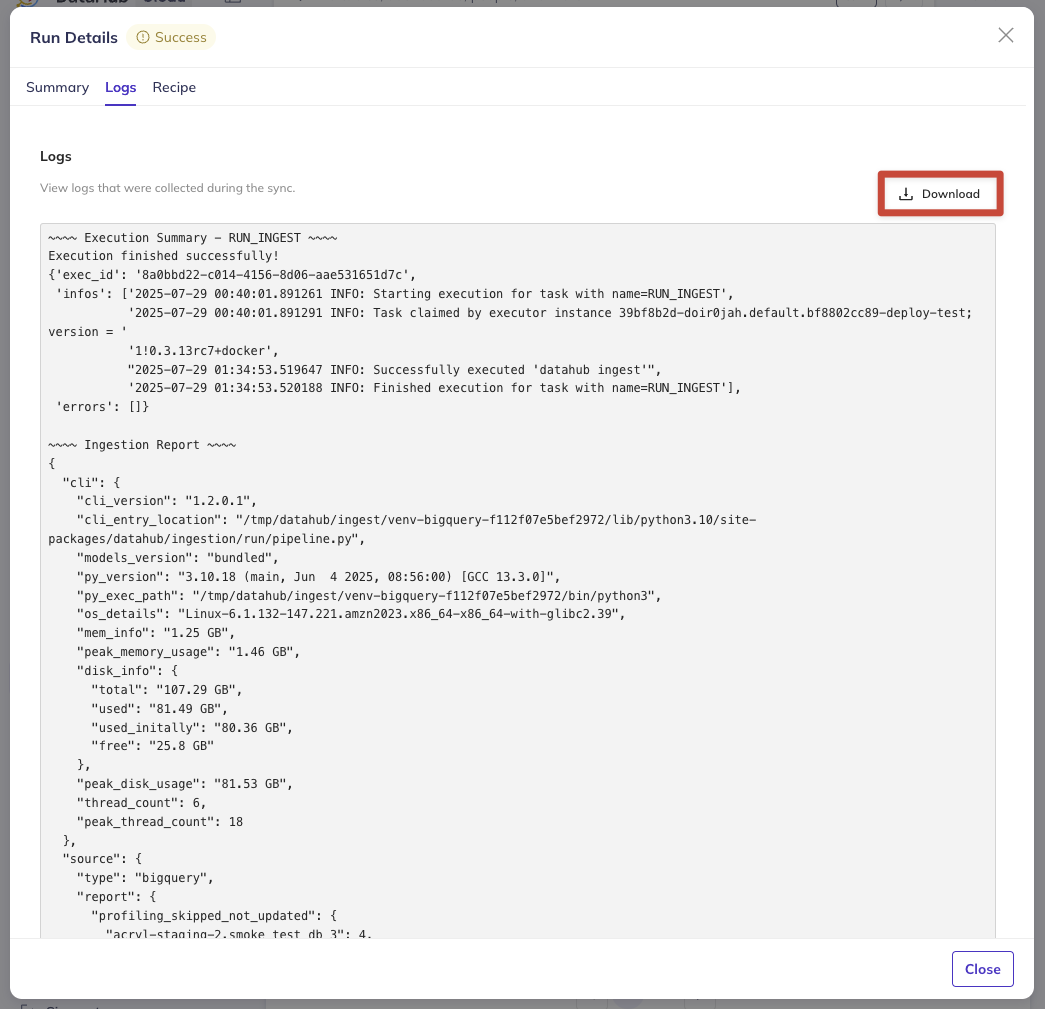 Run Details
Success
Summary
Logs
Recipe
Logs
View logs that were collected during the sync.
Download
~~~~ Execution Summary - RUN_INGEST ~~~~
Execution finished successfully!
{'exec_id': '8a0bbd22-c014-4156-8d06-aae531651d7c',
 'infos': ['2025-07-29 00:40:01.891261 INFO: Starting execution for task with name=RUN_INGEST',
           '2025-07-29 00:40:01.891291 INFO: Task claimed by executor instance 39bf8b2d-doir0jah.default.bf8802cc89-deploy-test;
version = '
           '1!0.3.13rc7+docker',
           "2025-07-29 01:34:53.519647 INFO: Successfully executed 'datahub ingest'",
           '2025-07-29 01:34:53.520188 INFO: Finished execution for task with name=RUN_INGEST'],
 'errors': []}

~~~~ Ingestion Report ~~~~
{
  "cli": {
    "cli_version": "1.2.0.1",
    "cli_entry_location": "/tmp/datahub/ingest/venv-bigquery-f112f07e5bef2972/lib/python3.10/site-
packages/datahub/ingestion/run/pipeline.py",
    "models_version": "bundled",
    "py_version": "3.10.18 (main, Jun  4 2025, 08:56:00) [GCC 13.3.0]",
    "py_exec_path": "/tmp/datahub/ingest/venv-bigquery-f112f07e5bef2972/bin/python3",
    "os_details": "Linux-6.1.132-147.221.amzn2023.x86_64-x86_64-with-glibc2.39",
    "mem_info": "1.25 GB",
    "peak_memory_usage": "1.46 GB",
    "disk_info": {
      "total": "107.29 GB",
      "used": "81.49 GB",
      "used_initally": "80.36 GB",
      "free": "25.8 GB"
    },
    "peak_disk_usage": "81.53 GB",
    "thread_count": 6,
    "peak_thread_count": 18
  },
  "source": {
    "type": "bigquery",
    "report": {
      "profiling_skipped_not_updated": {
        "acryl-staging-2.smoke_test_db_3": 4,
Close